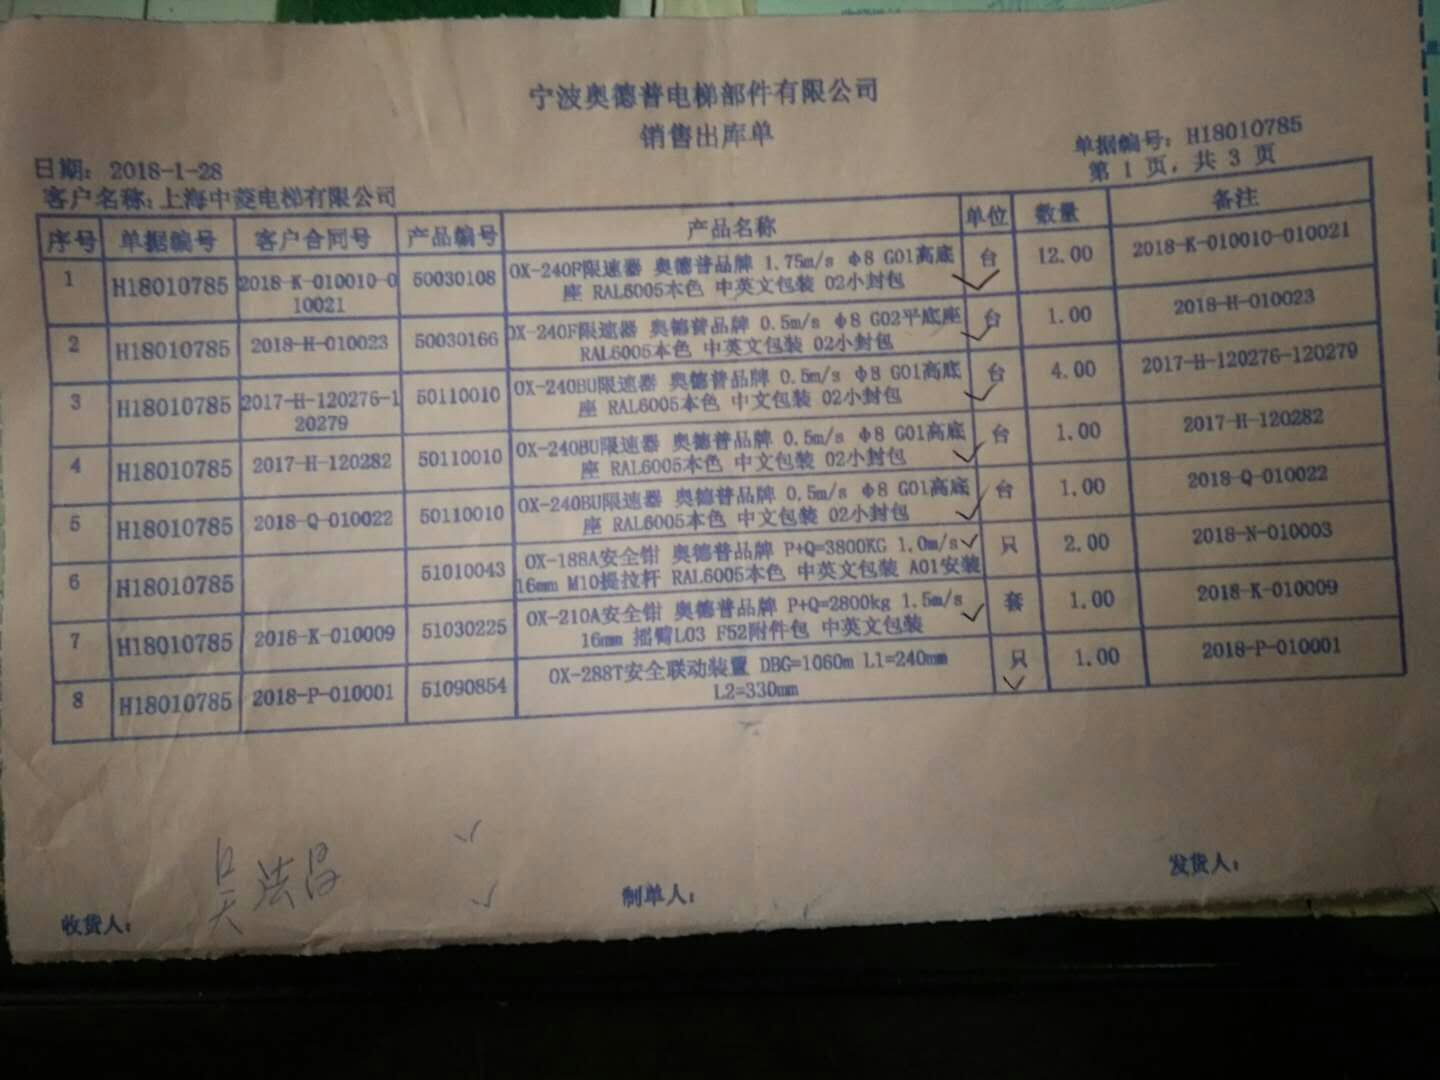 宁波奥德普电梯部件有限公司
销售出库单
单据编号：H18010785
日期：2018-1-28
第 1 页，共 3 页
客户名称：上海中菱电梯有限公司
序号 单据编号 客户合同号 产品编号 产品名称 单位 数量 备注
1 H18010785 2018-K-010010-0 50030108 OX-240F限速器 奥德普品牌 1.75m/s φ8 G01高底 台 12.00 2018-K-010010-010021
10021 座 RAL6005本色 中英文包装 02小封包
2 H18010785 2018-H-010023 50030166 OX-240F限速器 奥德普品牌 0.5m/s φ8 G02平底座 台 1.00 2018-H-010023
RAL6005本色 中英文包装 02小封包
3 H18010785 2017-H-120276-1 50110010 OX-240BU限速器 奥德普品牌 0.5m/s φ8 G01高底 台 4.00 2017-H-120276-120279
20279 座 RAL6005本色 中文包装 02小封包
4 H18010785 2017-H-120282 50110010 OX-240BU限速器 奥德普品牌 0.5m/s φ8 G01高底 台 1.00 2017-H-120282
座 RAL6005本色 中文包装 02小封包
5 H18010785 2018-Q-010022 50110010 OX-240BU限速器 奥德普品牌 0.5m/s φ8 G01高底 台 1.00 2018-Q-010022
座 RAL6005本色 中文包装 02小封包
6 H18010785 51010043 OX-188A安全钳 奥德普品牌 P+Q=3800KG 1.0m/s 只 2.00 2018-N-010003
16mm M10提拉杆 RAL6005本色 中英文包装 A01安装
7 H18010785 2018-K-010009 51030225 OX-210A安全钳 奥德普品牌 P+Q=2800kg 1.5m/s 套 1.00 2018-K-010009
16mm 摇臂L03 F52附件包 中英文包装
8 H18010785 2018-P-010001 51090854 OX-288T安全联动装置 DBG=1060m L1=240mm 只 1.00 2018-P-010001
L2=330mm
收货人： 吴法 制单人： 发货人：